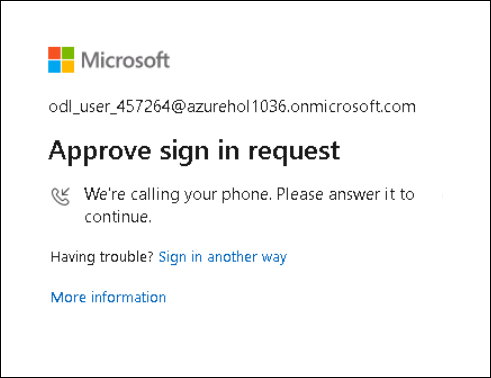 Microsoft
odl_user_457264@azurehol1036.onmicrosoft.com
Approve sign in request
We're calling your phone. Please answer it to
continue.
Having trouble? Sign in another way
More information